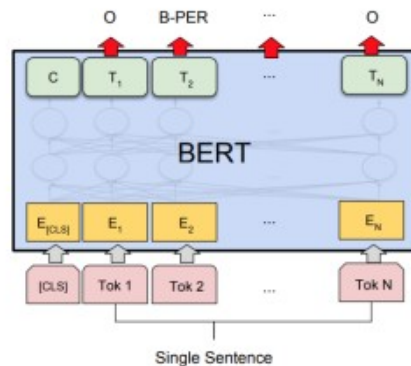 O B-PER ... O
C T1 T2 ... TN
BERT
E[CLS] E1 E2 ... EN
[CLS] Tok 1 Tok 2 ... Tok N
Single Sentence